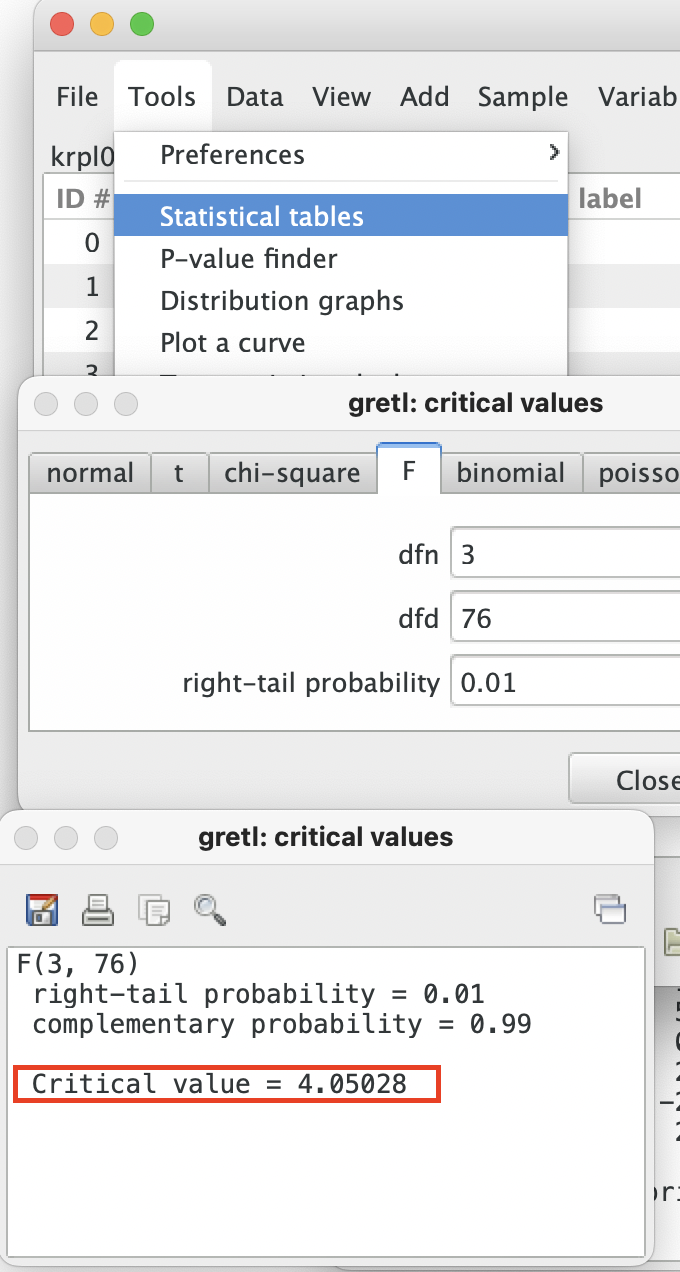 File Tools Data View Add Sample
krpl0
Preferences
ID # label
Statistical tables
0
P-value finder
1
Distribution graphs
2
Plot a curve
3
gretl: critical values
normal t chi-square F binomial
dfn 3
dfd 76
right-tail probability 0.01
Close
gretl: critical values
F(3, 76)
right-tail probability = 0.01
complementary probability = 0.99
Critical value = 4.05028